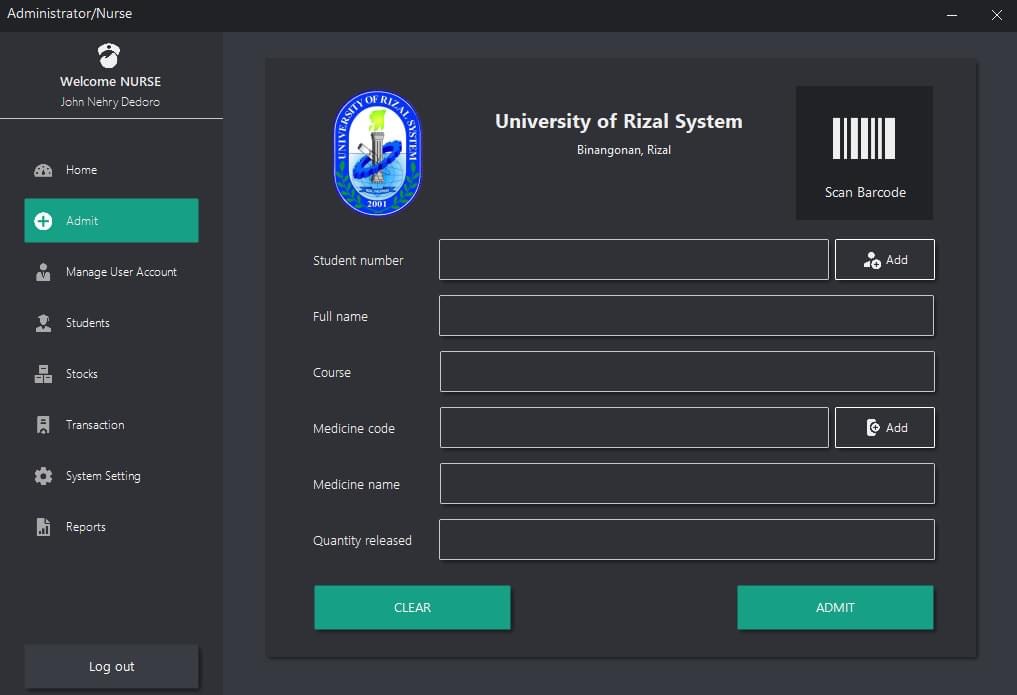 Administrator/Nurse
Welcome NURSE
John Nehry Dedoro
Home
Admit
Manage User Account
Students
Stocks
Transaction
System Setting
Reports
Log out
UNIVERSITY OF RIZAL SYSTEM
2001
University of Rizal System
Binangonan, Rizal
Scan Barcode
Student number
Add
Full name
Course
Medicine code
Add
Medicine name
Quantity released
CLEAR
ADMIT